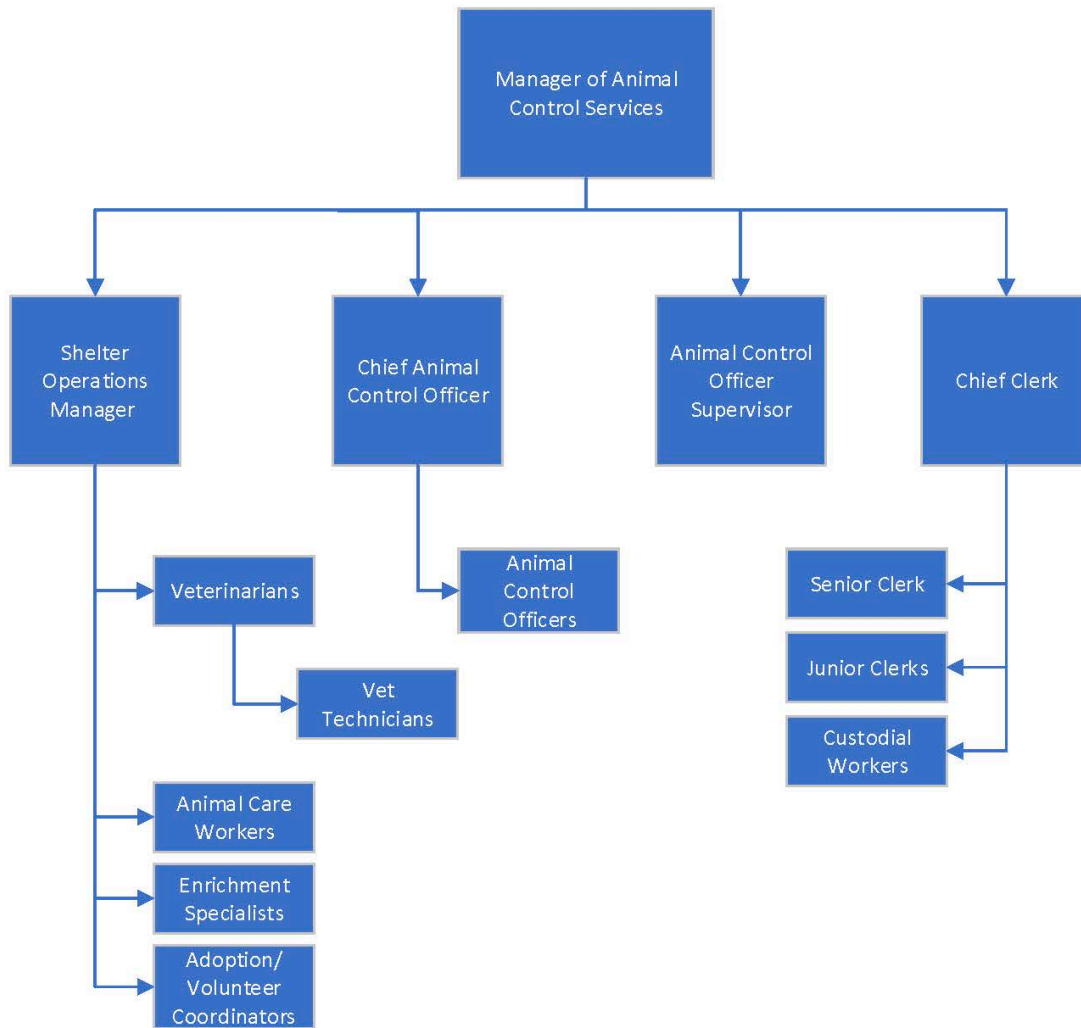 Manager of Animal
Control Services
Shelter
Operations
Manager
Chief Animal
Control Officer
Animal Control
Officer
Supervisor
Chief Clerk
Veterinarians
Vet
Technicians
Animal Care
Workers
Enrichment
Specialists
Adoption/
Volunteer
Coordinators
Animal
Control
Officers
Senior Clerk
Junior Clerks
Custodial
Workers